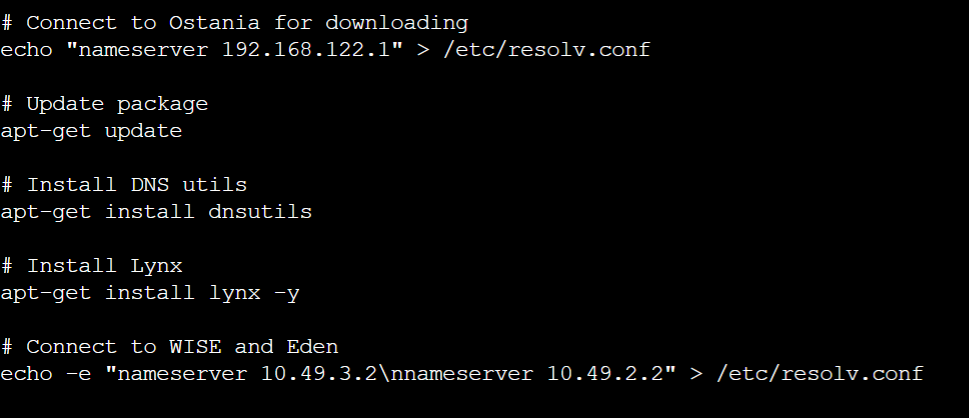 # Connect to Ostania for downloading
echo "nameserver 192.168.122.1" > /etc/resolv.conf
# Update package
apt-get update
# Install DNS utils
apt-get install dnsutils
# Install Lynx
apt-get install lynx -y
# Connect to WISE and Eden
echo -e "nameserver 10.49.3.2\nnameserver 10.49.2.2" > /etc/resolv.conf